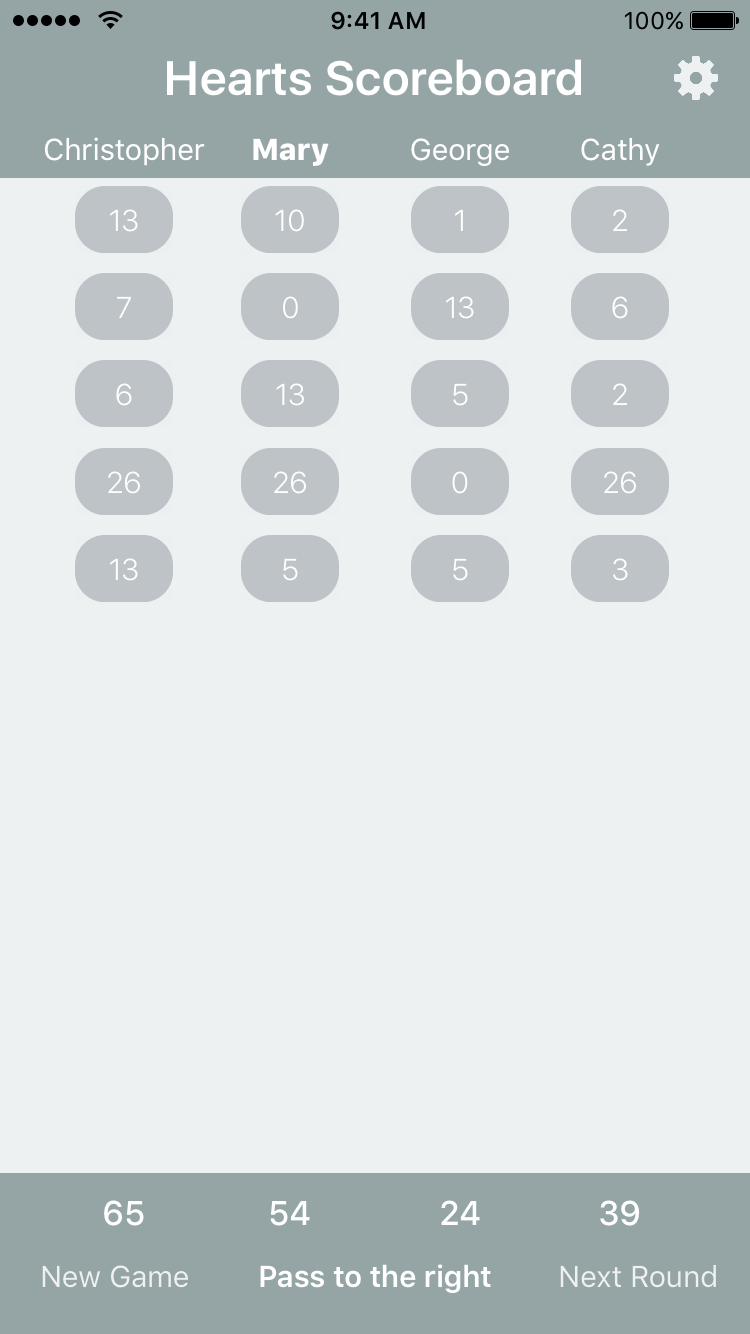 9:41 AM 100%
Hearts Scoreboard
Christopher Mary George Cathy
13 10 1 2
7 0 13 6
6 13 5 2
26 26 0 26
13 5 5 3
65 54 24 39
New Game Pass to the right Next Round